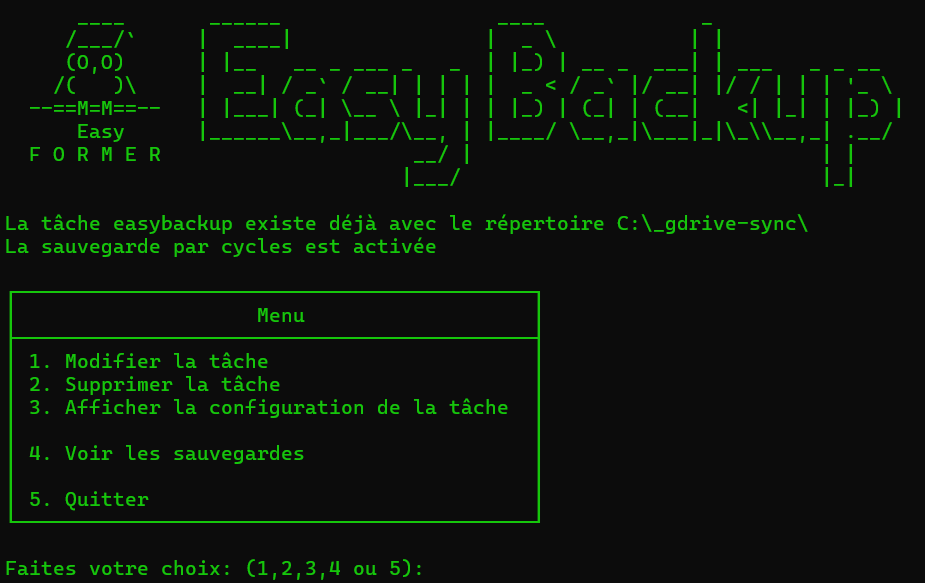 EasyBackup
(O,O)
--==M=M==--
Easy
F O R M E R
La tâche easybackup existe déjà avec le répertoire C:\_gdrive-sync\
La sauvegarde par cycles est activée
Menu
1. Modifier la tâche
2. Supprimer la tâche
3. Afficher la configuration de la tâche
4. Voir les sauvegardes
5. Quitter
Faites votre choix: (1,2,3,4 ou 5):